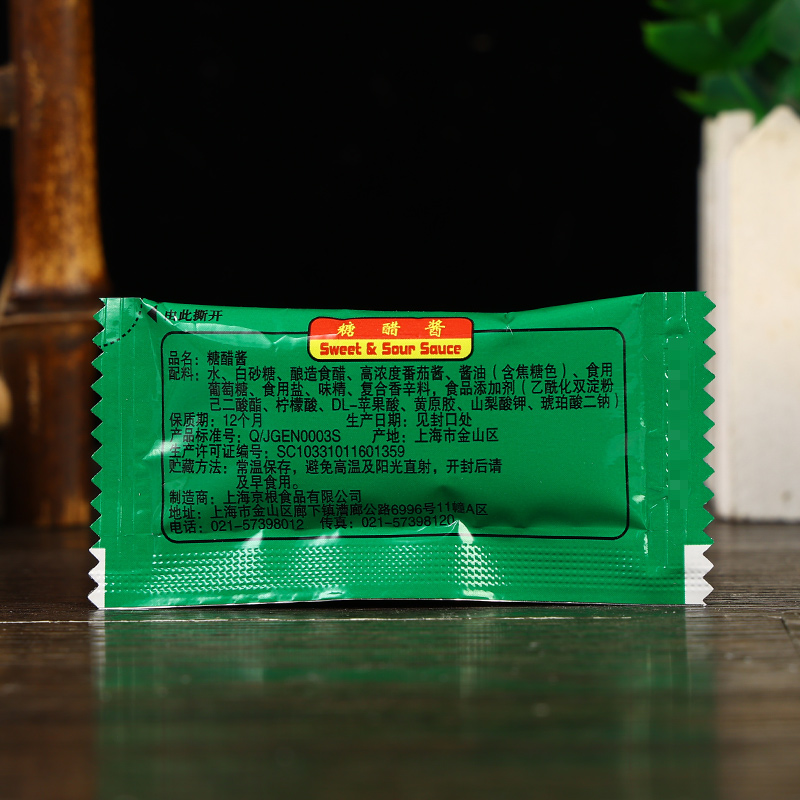 由此撕开
糖醋酱
Sweet & Sour Sauce
品名：糖醋酱
配料：水、白砂糖、酿造食醋、高浓度番茄酱、酱油（含焦糖色）、食用
葡萄糖、食用盐、味精、复合香辛料，食品添加剂（乙酰化双淀粉
己二酸酯、柠檬酸、DL-苹果酸、黄原胶、山梨酸钾、琥珀酸二钠）
保质期：12个月 生产日期：见封口处
产品标准号：Q/JGEN0003S 产地：上海市金山区
生产许可证编号：SC10331011601359
贮藏方法：常温保存，避免高温及阳光直射，开封后请
及早食用。
制造商：上海京根食品有限公司
地址：上海市金山区廊下镇漕廊公路6996号11幢A区
电话：021-57398012 传真：021-57398120